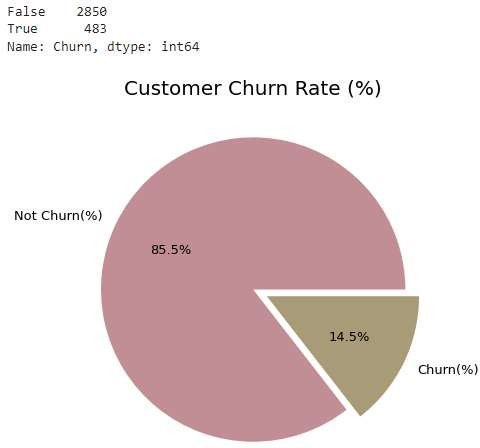 False    2850
True      483
Name: Churn, dtype: int64
Customer Churn Rate (%)
Not Churn(%)
85.5%
14.5%
Churn(%)